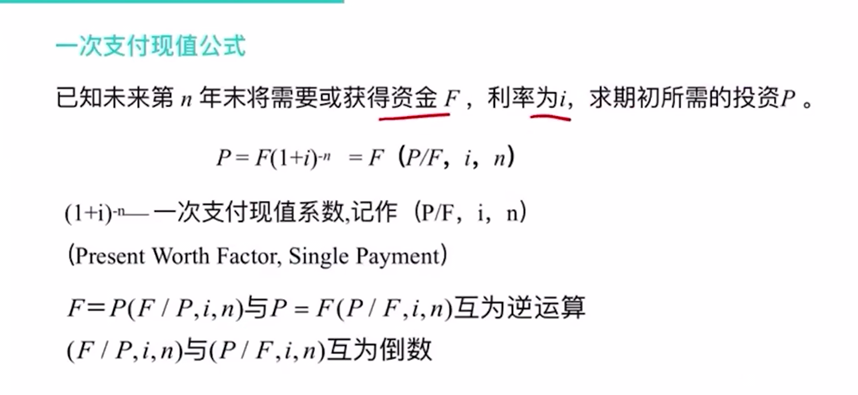 一次支付现值公式
已知未来第 n 年末将需要或获得资金 F ，利率为i，求期初所需的投资P 。
P = F(1+i)⁻ⁿ = F（P/F，i，n）
(1+i)⁻ⁿ— 一次支付现值系数,记作（P/F，i，n）
（Present Worth Factor, Single Payment）
F＝P(F / P,i,n)与P = F(P / F,i,n)互为逆运算
(F / P,i,n)与(P / F,i,n)互为倒数